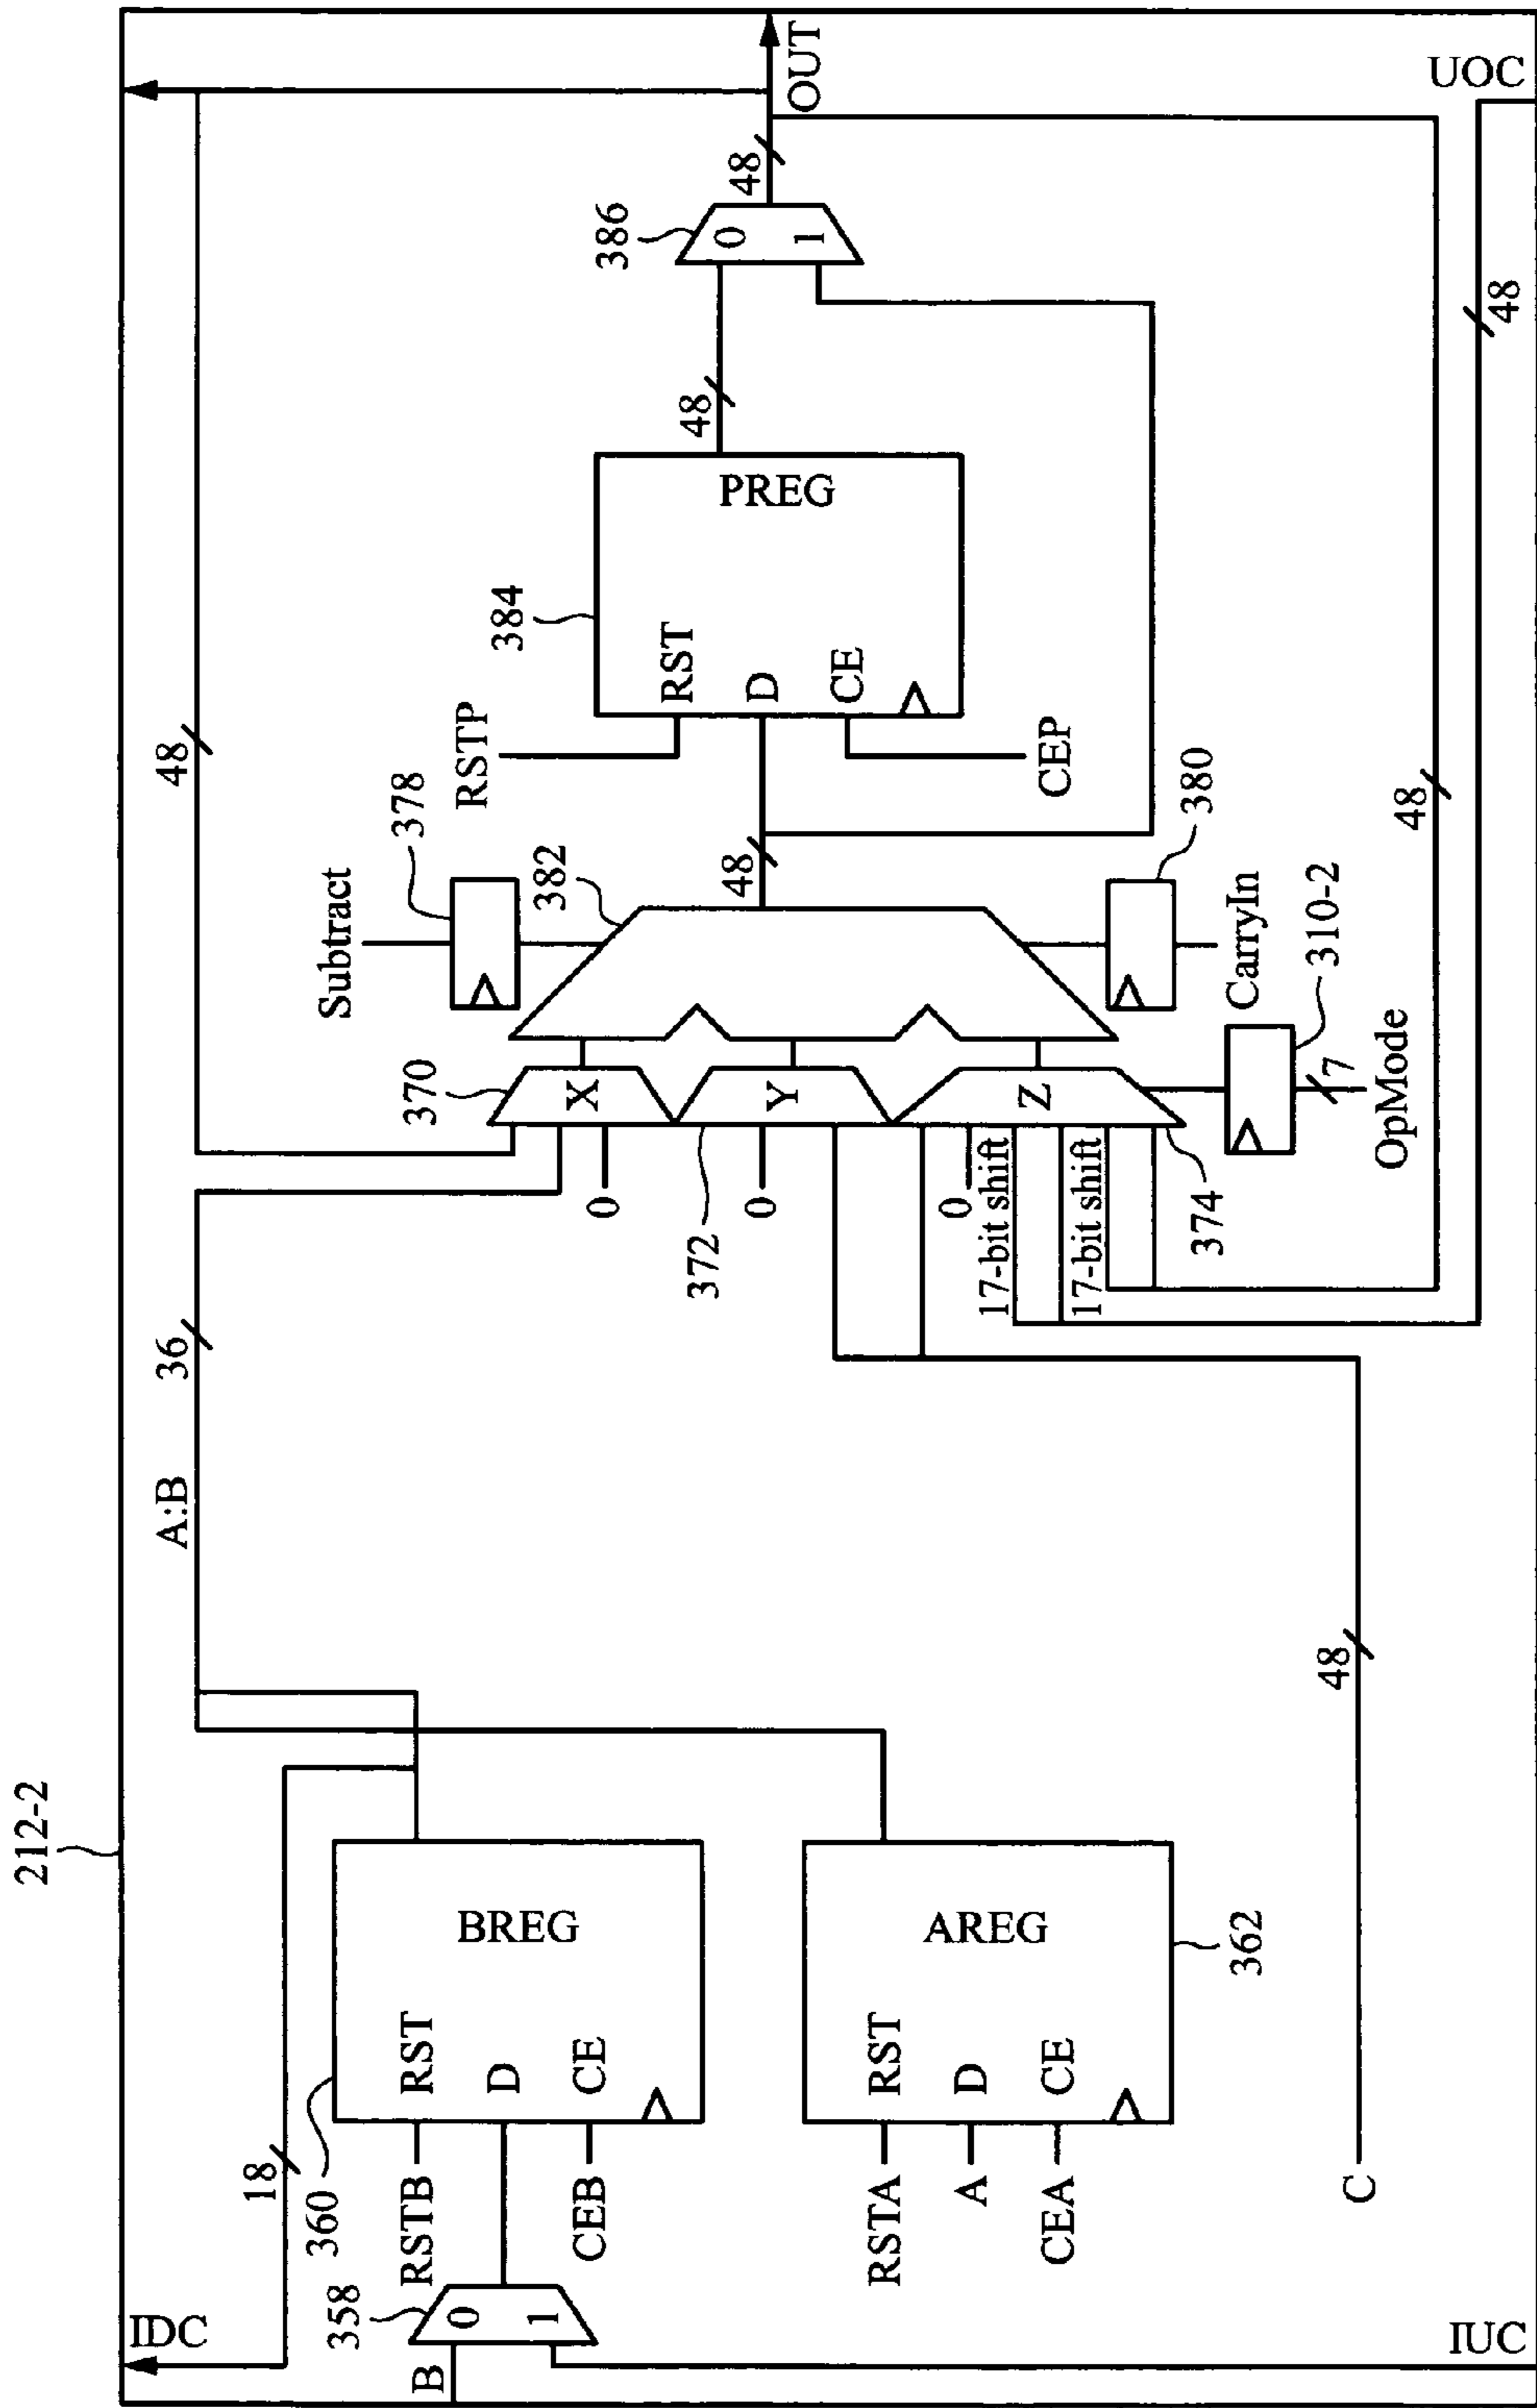 212-2
IDC
18
A:B
36
48
OUT
360
BREG
RST
D
CE
RSTB
CEB
358
0
1
B
IUC
362
AREG
RST
D
CE
RSTA
A
CEA
C
48
370
X
0
372
Y
0
374
Z
0
17-bit shift
17-bit shift
Subtract
378
382
48
380
CarryIn
310-2
7
OpMode
RSTP
384
PREG
RST
D
CE
CEP
48
386
0
1
48
48
48
UOC